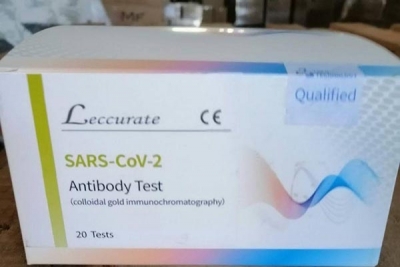 Leccurate CE
Qualified
SARS-CoV-2
Antibody Test
(colloidal gold immunochromatography)
20 Tests